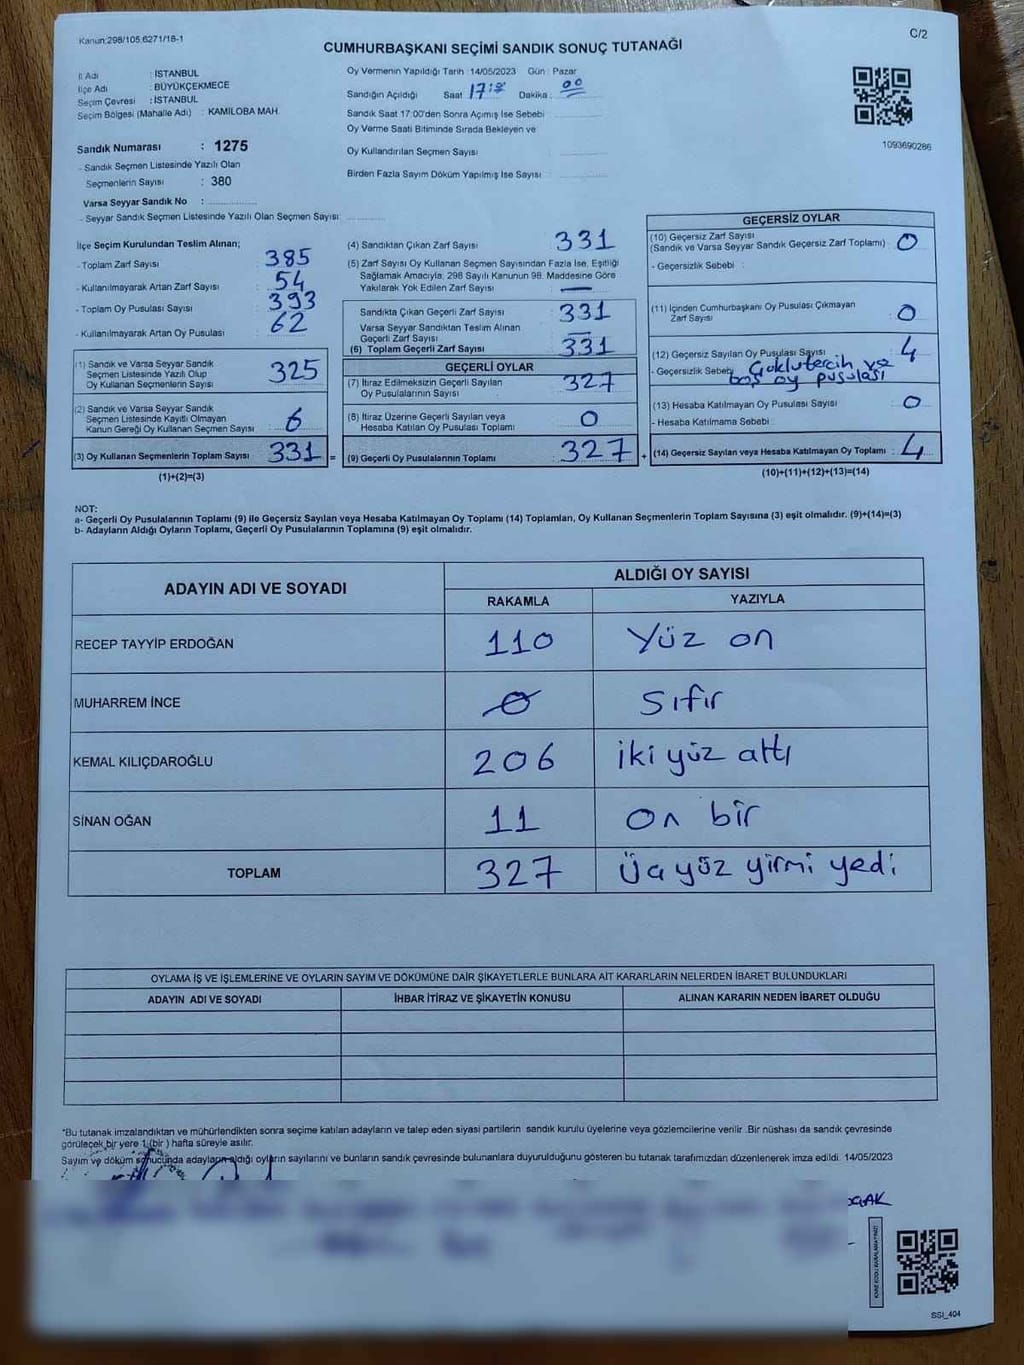 Kanun:298/105,6271/18-1
C/2
CUMHURBAŞKANI SEÇİMİ SANDIK SONUÇ TUTANAĞI
İl Adı : İSTANBUL
İlçe Adı : BÜYÜKÇEKMECE
Seçim Çevresi : İSTANBUL
Seçim Bölgesi (Mahalle Adı) : KAMİLOBA MAH.
Sandık Numarası : 1275
- Sandık Seçmen Listesinde Yazılı Olan
Seçmenlerin Sayısı : 380
Varsa Seyyar Sandık No :
- Seyyar Sandık Seçmen Listesinde Yazılı Olan Seçmen Sayısı:
Oy Vermenin Yapıldığı Tarih :14/05/2023 Gün : Pazar
Sandığın Açıldığı Saat Dakika : 00
Sandık Saat 17:00'den Sonra Açımış İse Sebebi
Oy Verme Saati Bitiminde Sırada Bekleyen ve
Oy Kullandırılan Seçmen Sayısı
Birden Fazla Sayım Döküm Yapılmış İse Sayısı
1093690286
İlçe Seçim Kurulundan Teslim Alınan;
- Toplam Zarf Sayısı : 385
- Kullanılmayarak Artan Zarf Sayısı : 54
- Toplam Oy Pusulası Sayısı : 393
- Kullanılmayarak Artan Oy Pusulası : 62
(1) Sandık ve Varsa Seyyar Sandık
Seçmen Listesinde Yazılı Olup
Oy Kullanan Seçmenlerin Sayısı : 325
(2) Sandık ve Varsa Seyyar Sandık
Seçmen Listesinde Kayıtlı Olmayan
Kanun Gereği Oy Kullanan Seçmen Sayısı : 6
(3) Oy Kullanan Seçmenlerin Toplam Sayısı : 331 =
(1)+(2)=(3)
(4) Sandıktan Çıkan Zarf Sayısı : 331
(5) Zarf Sayısı Oy Kullanan Seçmen Sayısından Fazla İse, Eşitliği
Sağlamak Amacıyla, 298 Sayılı Kanunun 98. Maddesine Göre
Yakılarak Yok Edilen Zarf Sayısı : —
Sandıkta Çıkan Geçerli Zarf Sayısı : 331
Varsa Seyyar Sandıktan Teslim Alınan
Geçerli Zarf Sayısı : —
(6) Toplam Geçerli Zarf Sayısı : 331
GEÇERLİ OYLAR
(7) İtiraz Edilmeksizin Geçerli Sayılan
Oy Pusulalarının Sayısı : 327
(8) İtiraz Üzerine Geçerli Sayılan veya
Hesaba Katılan Oy Pusulası Toplamı : 0
(9) Geçerli Oy Pusulalarının Toplamı : 327 +
GEÇERSİZ OYLAR
(10) Geçersiz Zarf Sayısı
(Sandık ve Varsa Seyyar Sandık Geçersiz Zarf Toplamı) : 0
- Geçersizlik Sebebi :
(11) İçinden Cumhurbaşkanı Oy Pusulası Çıkmayan
Zarf Sayısı : 0
(12) Geçersiz Sayılan Oy Pusulası Sayısı : 4
- Geçersizlik Sebebi Çoklu tercih ve
boş oy pusulası
(13) Hesaba Katılmayan Oy Pusulası Sayısı : 0
- Hesaba Katılmama Sebebi :
(14) Geçersiz Sayılan veya Hesaba Katılmayan Oy Toplamı : 4
(10)+(11)+(12)+(13)=(14)
NOT:
a- Geçerli Oy Pusulalarının Toplamı (9) ile Geçersiz Sayılan veya Hesaba Katılmayan Oy Toplamı (14) Toplamları, Oy Kullanan Seçmenlerin Toplam Sayısına (3) eşit olmalıdır. (9)+(14)=(3)
b- Adayların Aldığı Oyların Toplamı, Geçerli Oy Pusulalarının Toplamına (9) eşit olmalıdır.
ADAYIN ADI VE SOYADI
ALDIĞI OY SAYISI
RAKAMLA YAZIYLA
RECEP TAYYİP ERDOĞAN 110 Yüz on
MUHARREM İNCE 0 Sıfır
KEMAL KILIÇDAROĞLU 206 iki yüz altı
SİNAN OĞAN 11 On bir
TOPLAM 327 Üç yüz yirmi yedi
OYLAMA İŞ VE İŞLEMLERİNE VE OYLARIN SAYIM VE DÖKÜMÜNE DAİR ŞİKAYETLERLE BUNLARA AİT KARARLARIN NELERDEN İBARET BULUNDUKLARI
ADAYIN ADI VE SOYADI İHBAR İTİRAZ VE ŞİKAYETİN KONUSU ALINAN KARARIN NEDEN İBARET OLDUĞU
*Bu tutanak imzalandıktan ve mühürlendikten sonra seçime katılan adayların ve talep eden siyasi partilerin sandık kurulu üyelerine veya gözlemcilerine verilir .Bir nüshası da sandık çevresinde
görülecek bir yere 1 (bir ) hafta süreyle asılır.
Sayım ve döküm sonucunda adayların aldığı oyların sayılarını ve bunların sandık çevresinde bulunanlara duyurulduğunu gösteren bu tutanak tarafımızdan düzenlenerek imza edildi. 14/05/2023
SSI_404